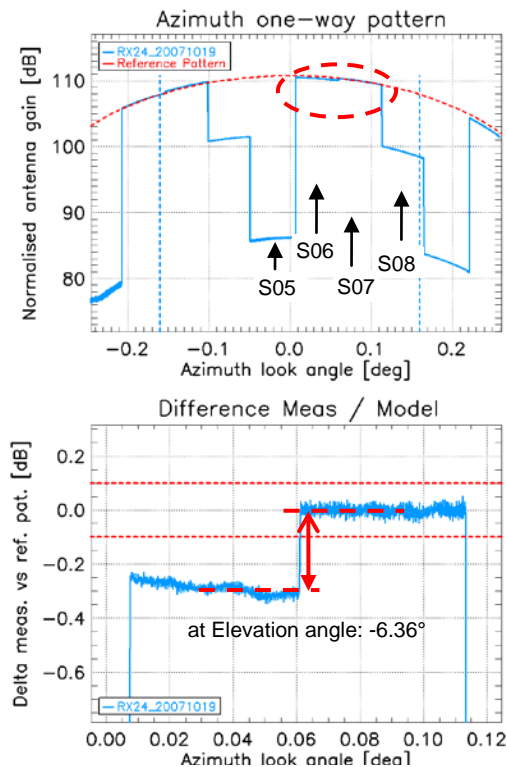 Azimuth one-way pattern
Normalised antenna gain [dB]
110
100
90
80
RX24_20071019
Reference Pattern
S05
S06
S07
S08
-0.2
-0.1
0.0
0.1
0.2
Azimuth look angle [deg]
Difference Meas / Model
Delta meas. vs ref. pat. [dB]
0.2
0.0
-0.2
-0.4
-0.6
at Elevation angle: -6.36°
RX24_20071019
0.00
0.02
0.04
0.06
0.08
0.10
0.12
Azimuth look angle [deg]